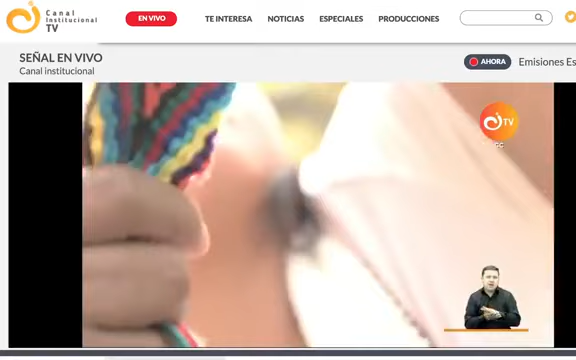 Canal
Institucional
TV
EN VIVO
TE INTERESA
NOTICIAS
ESPECIALES
PRODUCCIONES
SEÑAL EN VIVO
Canal institucional
AHORA
Emisiones Es
TV
CC